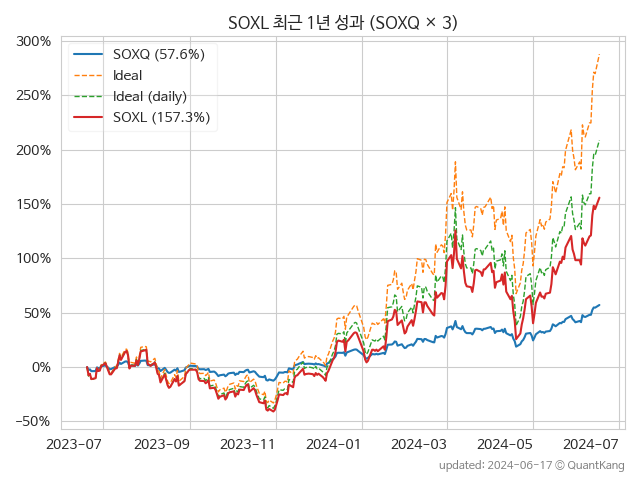 SOXL 최근 1년 성과 (SOXQ × 3)
300%
250%
200%
150%
100%
50%
0%
−50%
SOXQ (57.6%)
Ideal
Ideal (daily)
SOXL (157.3%)
2023-07
2023-09
2023-11
2024-01
2024-03
2024-05
2024-07
updated: 2024-06-17 © QuantKang